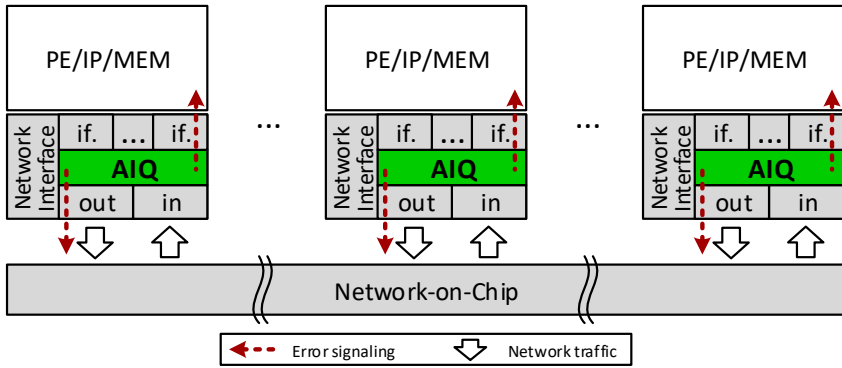 PE/IP/MEM
PE/IP/MEM
PE/IP/MEM
...
...
Network Interface
if.
...
if.
AIQ
out
in
Network Interface
if.
...
if.
AIQ
out
in
Network Interface
if.
...
if.
AIQ
out
in
Network-on-Chip
Error signaling
Network traffic